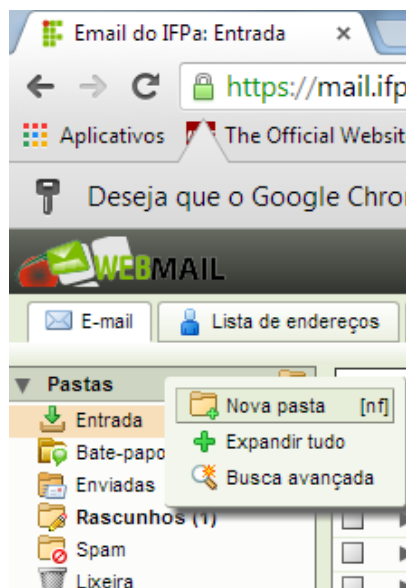 Email do IFPa: Entrada
https://mail.ifp
Aplicativos The Official Websit
Deseja que o Google Chro
WEBMAIL
E-mail Lista de endereços
Pastas
Entrada
Bate-papo
Enviadas
Rascunhos (1)
Spam
Lixeira
Nova pasta [nf]
Expandir tudo
Busca avançada